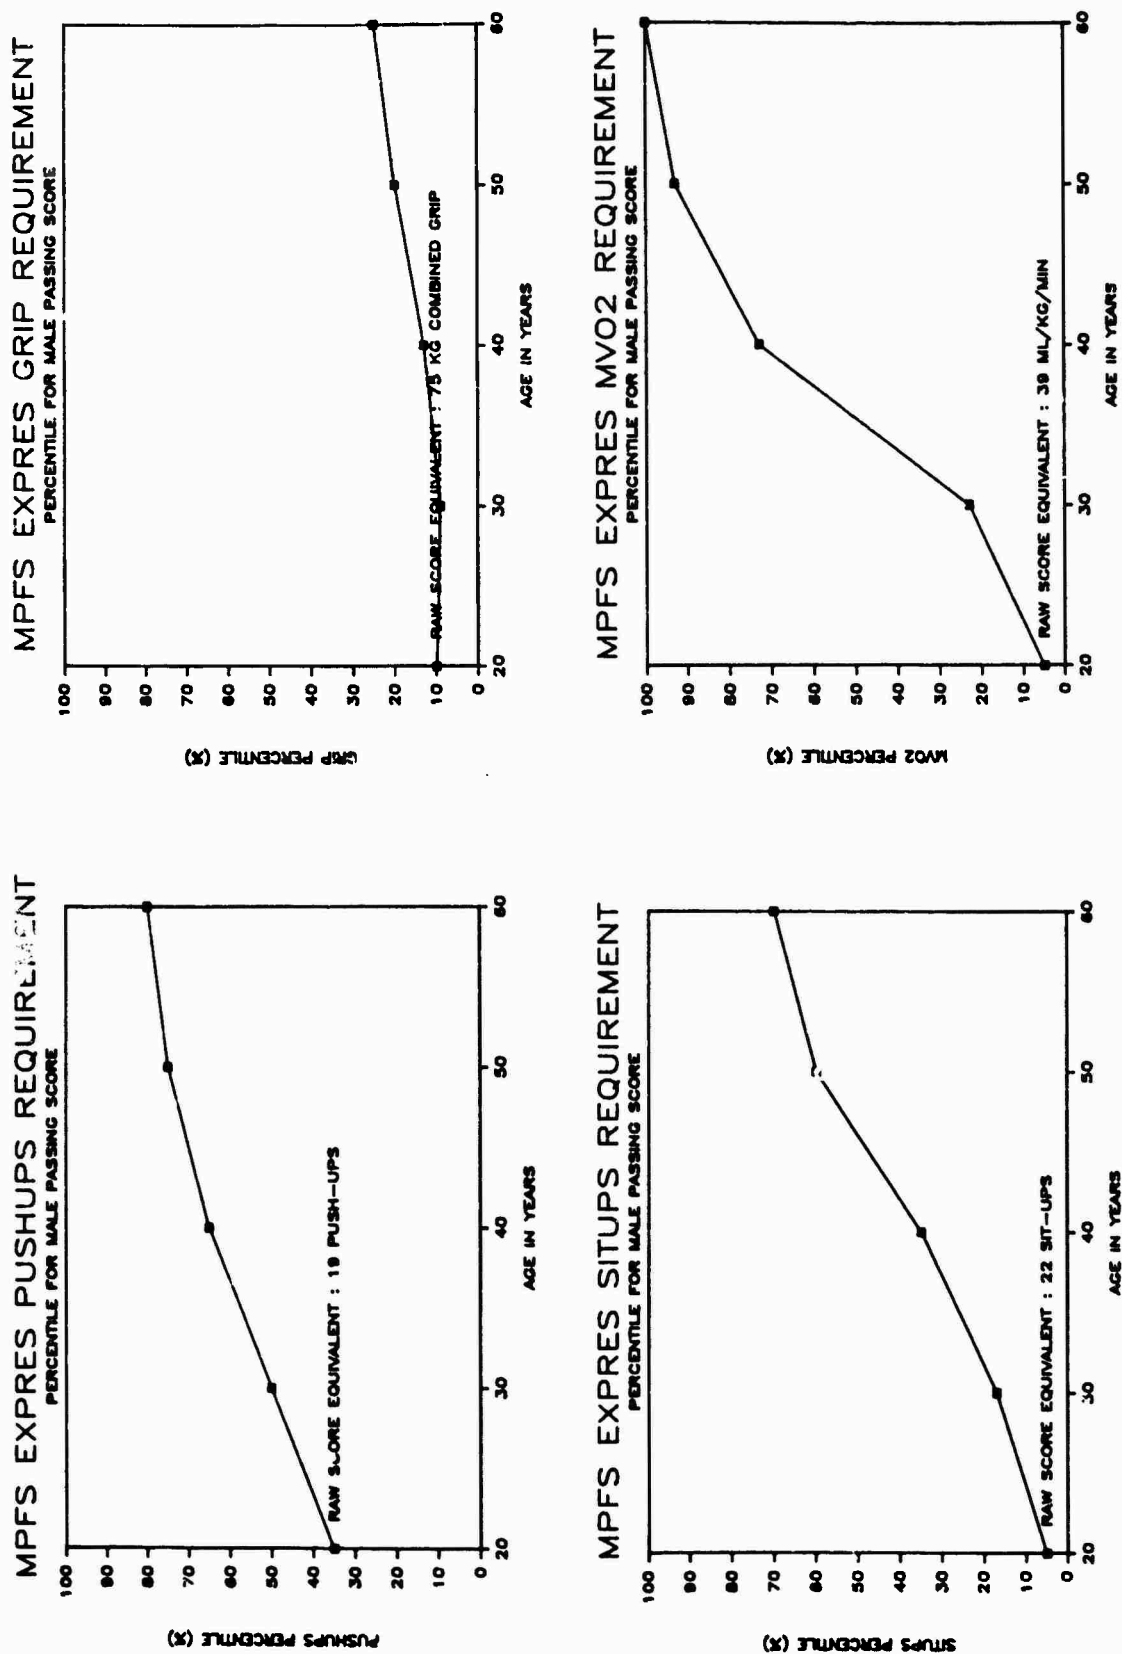 MPFS EXPRES PUSHUPS REQUIREMENT
PERCENTILE FOR MALE PASSING SCORE
PUSHUPS PERCENTILE (%)
100
90
80
70
60
50
40
30
20
10
0
RAW SCORE EQUIVALENT : 19 PUSH-UPS
20 30 40 50 60
AGE IN YEARS
MPFS EXPRES GRIP REQUIREMENT
PERCENTILE FOR MALE PASSING SCORE
GRIP PERCENTILE (%)
100
90
80
70
60
50
40
30
20
10
0
RAW SCORE EQUIVALENT : 75 KG COMBINED GRIP
20 30 40 50 60
AGE IN YEARS
MPFS EXPRES SITUPS REQUIREMENT
PERCENTILE FOR MALE PASSING SCORE
SITUPS PERCENTILE (%)
100
90
80
70
60
50
40
30
20
10
0
RAW SCORE EQUIVALENT : 22 SIT-UPS
20 30 40 50 60
AGE IN YEARS
MPFS EXPRES MVO2 REQUIREMENT
PERCENTILE FOR MALE PASSING SCORE
MVO2 PERCENTILE (%)
100
90
80
70
60
50
40
30
20
10
0
RAW SCORE EQUIVALENT : 39 ML/KG/MIN
20 30 40 50 60
AGE IN YEARS